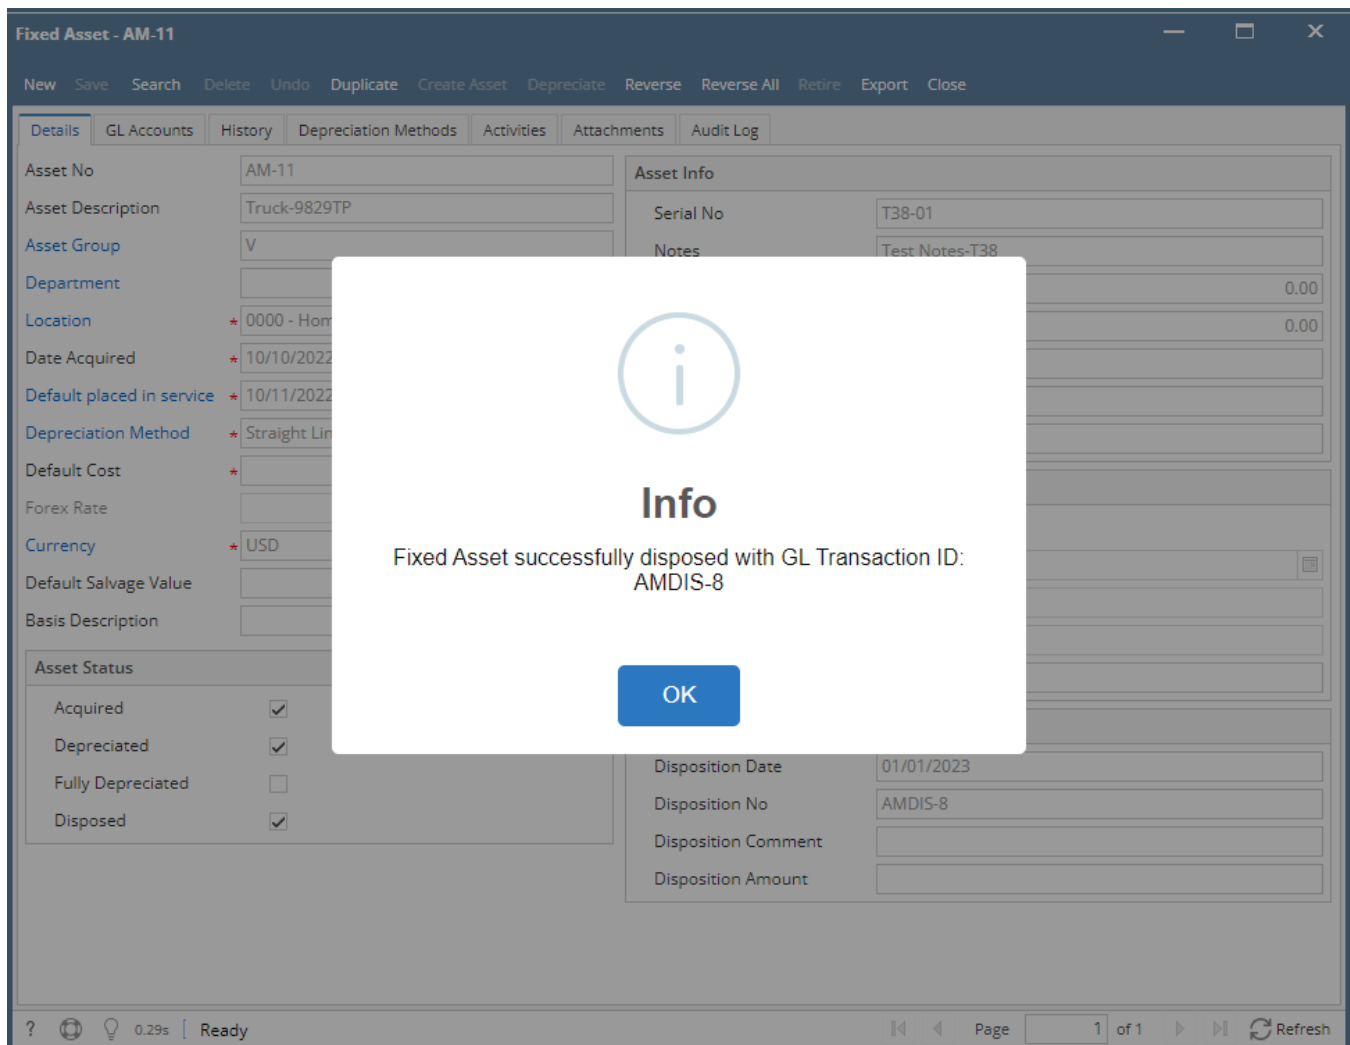 Fixed Asset - AM-11
New Save Search Delete Undo Duplicate Create Asset Depreciate Reverse Reverse All Retire Export Close
Details GL Accounts History Depreciation Methods Activities Attachments Audit Log
Asset No AM-11
Asset Description Truck-9829TP
Asset Group V
Department
Location * 0000 - Hom
Date Acquired * 10/10/2022
Default placed in service * 10/11/2022
Depreciation Method * Straight Lin
Default Cost *
Forex Rate
Currency * USD
Default Salvage Value
Basis Description
Asset Status
Acquired
Depreciated
Fully Depreciated
Disposed
Asset Info
Serial No T38-01
Notes Test Notes-T38
0.00
0.00
Info
Fixed Asset successfully disposed with GL Transaction ID:
AMDIS-8
OK
Disposition Date 01/01/2023
Disposition No AMDIS-8
Disposition Comment
Disposition Amount
? 0.29s Ready Page 1 of 1 Refresh